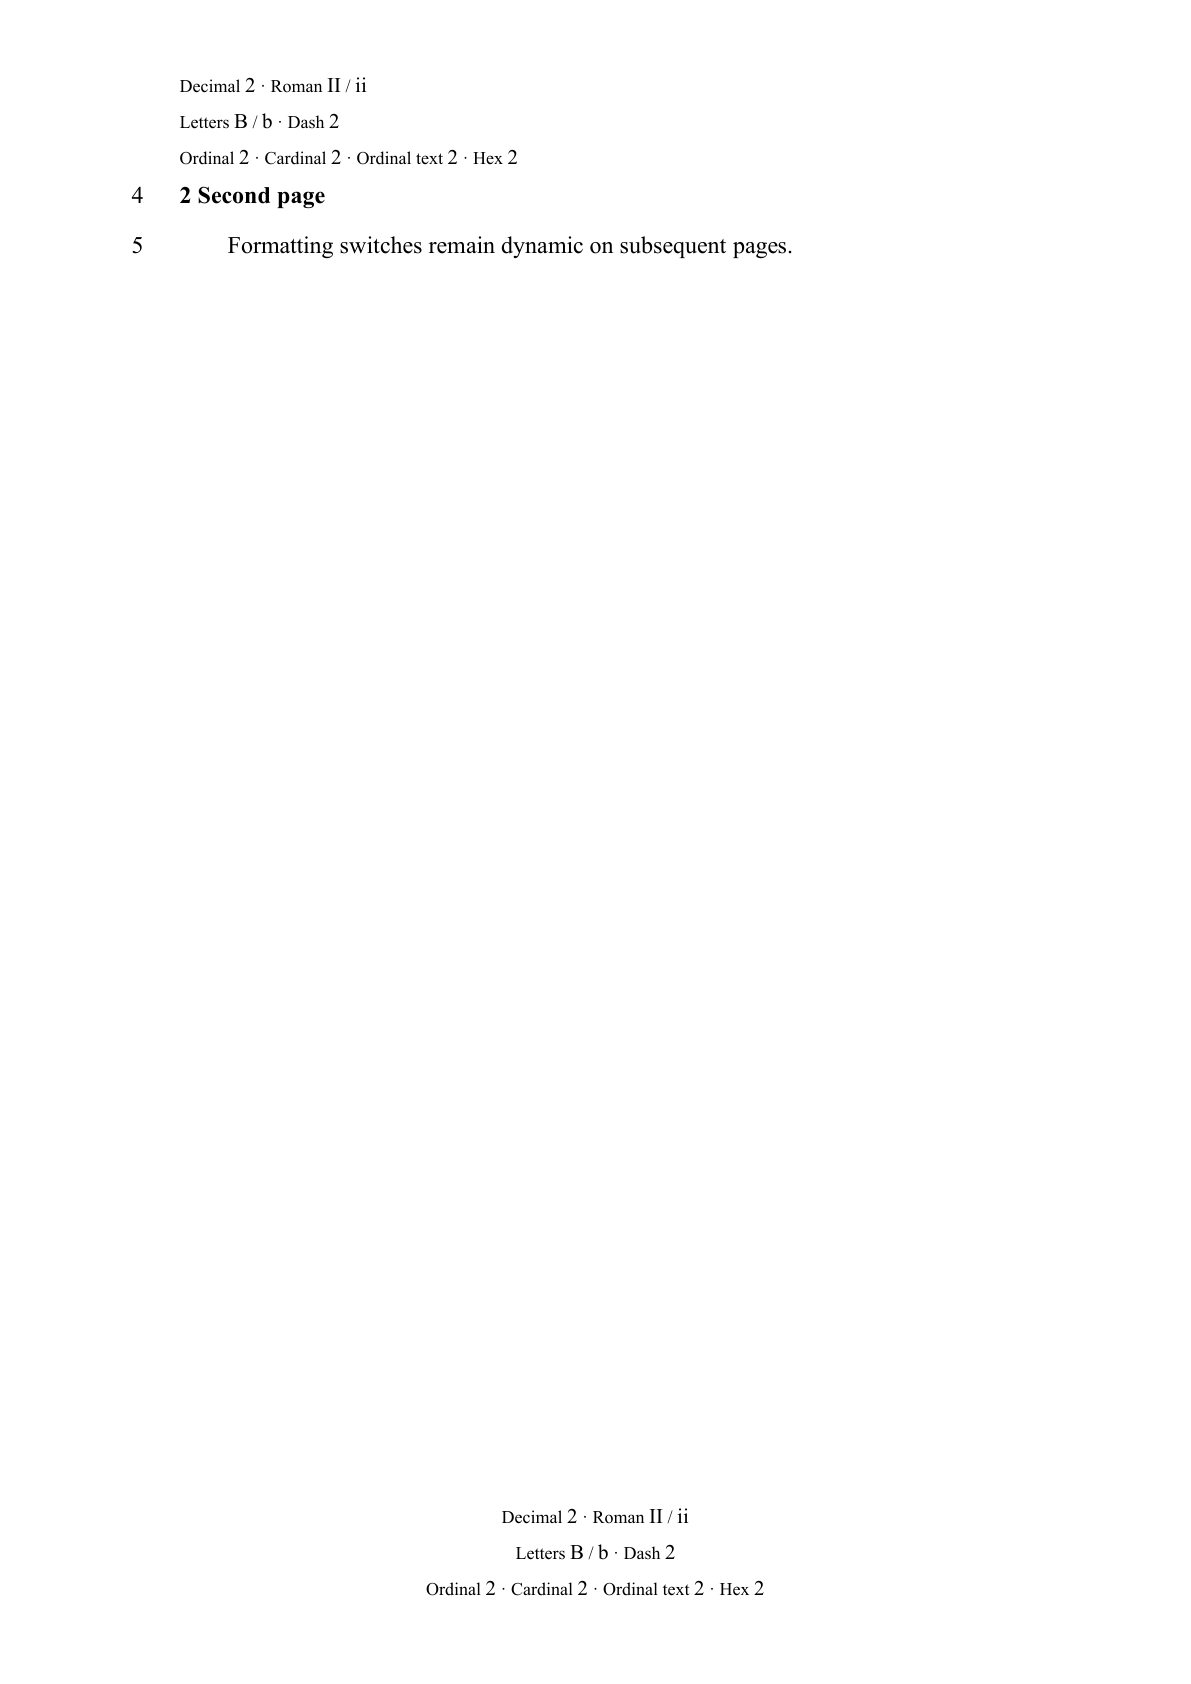 Decimal 2 · Roman II / ii
Letters B / b · Dash 2
Ordinal 2 · Cardinal 2 · Ordinal text 2 · Hex 2
4 2 Second page
5 Formatting switches remain dynamic on subsequent pages.
Decimal 2 · Roman II / ii
Letters B / b · Dash 2
Ordinal 2 · Cardinal 2 · Ordinal text 2 · Hex 2